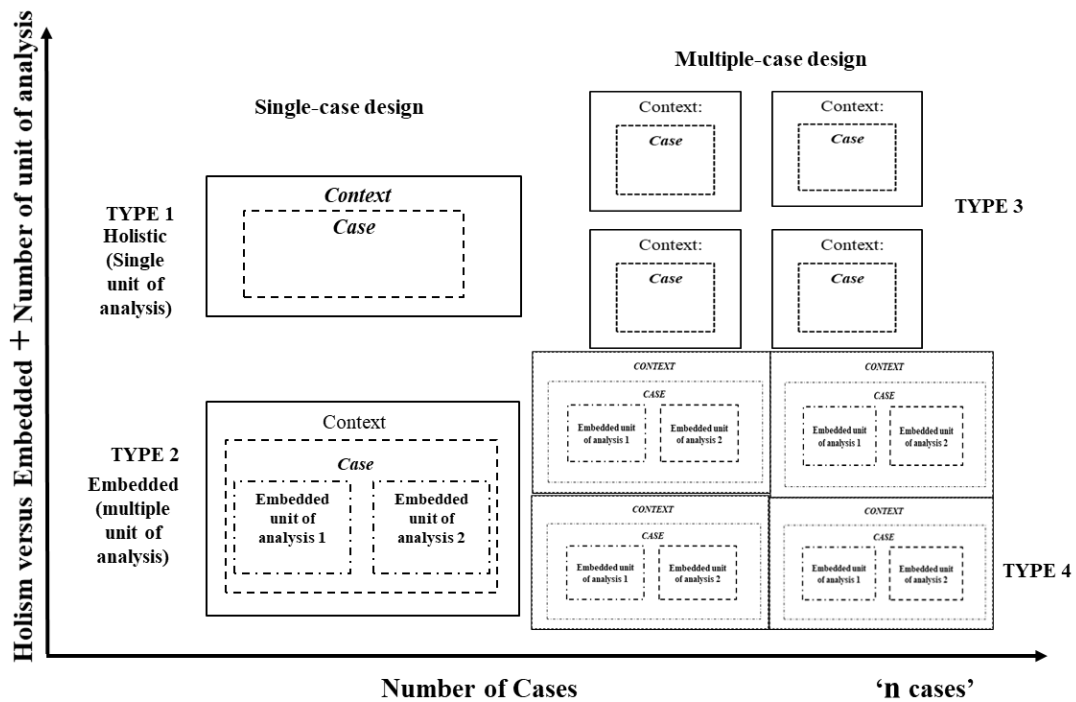 Holism versus Embedded + Number of unit of analysis
Single-case design
Multiple-case design
TYPE 1
Holistic
(Single
unit of
analysis)
Context
Case
Context:
Case
Context:
Case
Context:
Case
Context:
Case
TYPE 3
TYPE 2
Embedded
(multiple
unit of
analysis)
Context
Case
Embedded
unit of
analysis 1
Embedded
unit of
analysis 2
CONTEXT
CASE
Embedded unit
of analysis 1
Embedded unit
of analysis 2
CONTEXT
CASE
Embedded unit
of analysis 1
Embedded unit
of analysis 2
CONTEXT
CASE
Embedded unit
of analysis 1
Embedded unit
of analysis 2
CONTEXT
CASE
Embedded unit
of analysis 1
Embedded unit
of analysis 2
TYPE 4
Number of Cases
‘n cases’